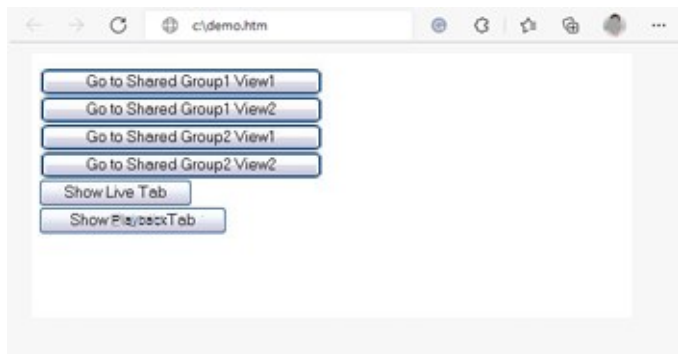 c:\demo.htm
Go to Shared Group1 View1
Go to Shared Group1 View2
Go to Shared Group2 View1
Go to Shared Group2 View2
Show Live Tab
Show Playback Tab